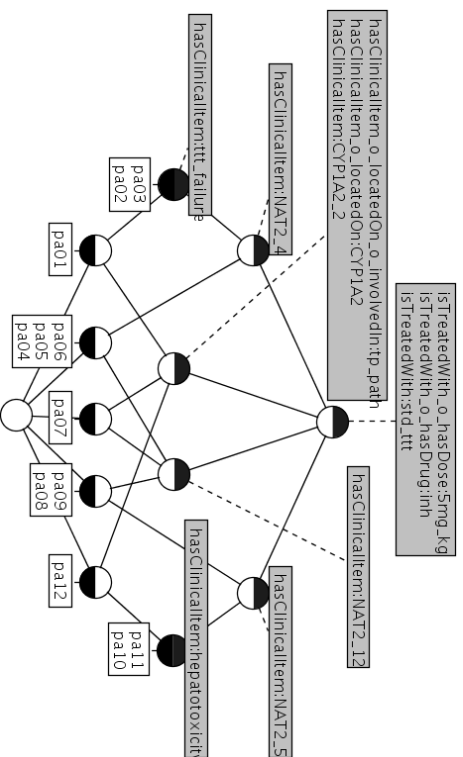 isTreatedWith_o_hasDose:5mg_kg
isTreatedWith_o_hasDrug:inh
isTreatedWith:std_ttt
hasClinicalItem_o_locatedOn_o_involvedIn:tp_path
hasClinicalItem_o_locatedOn:CYP1A2
hasClinicalItem:CYP1A2_2
hasClinicalItem:NAT2_4
hasClinicalItem:NAT2_12
hasClinicalItem:NAT2_5
hasClinicalItem:ttt_failure
hasClinicalItem:hepatotoxicity
pa03
pa02
pa11
pa10
pa01
pa06
pa05
pa04
pa07
pa09
pa08
pa12